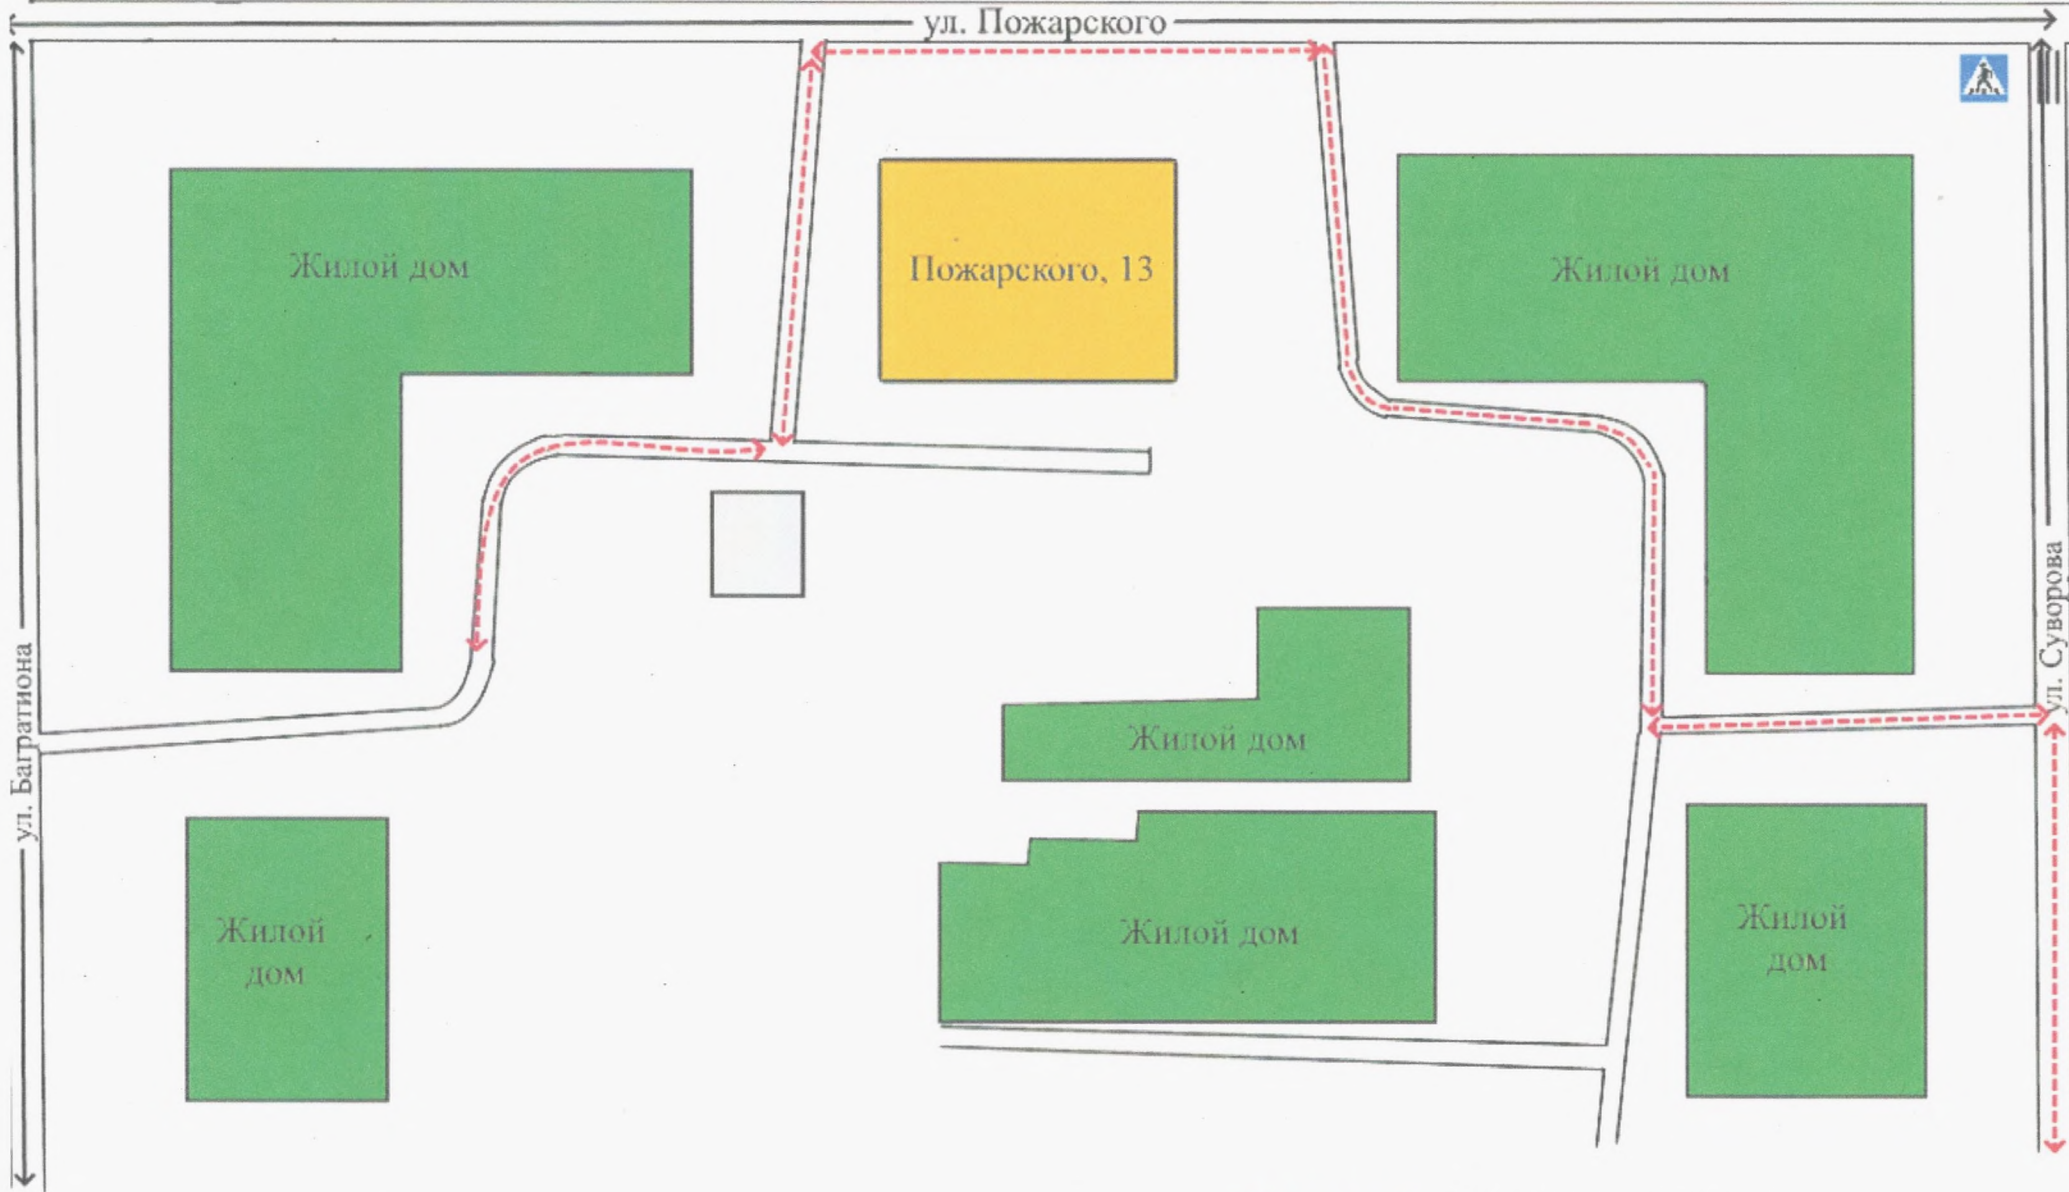 ул. Пожарского
Жилой дом
Пожарского, 13
Жилой дом
ул. Багратиона
ул. Суворова
Жилой дом
Жилой
дом
Жилой дом
Жилой
дом